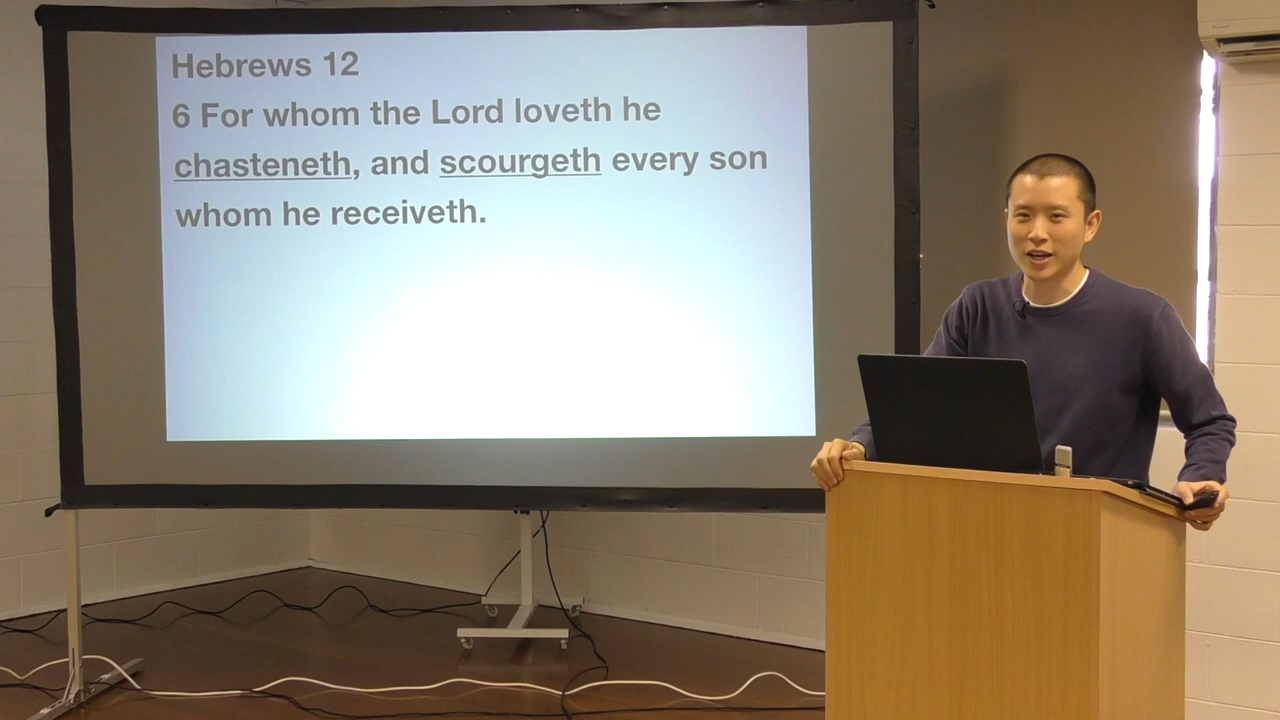 Hebrews 12
6 For whom the Lord loveth he
chasteneth, and scourgeth every son
whom he receiveth.